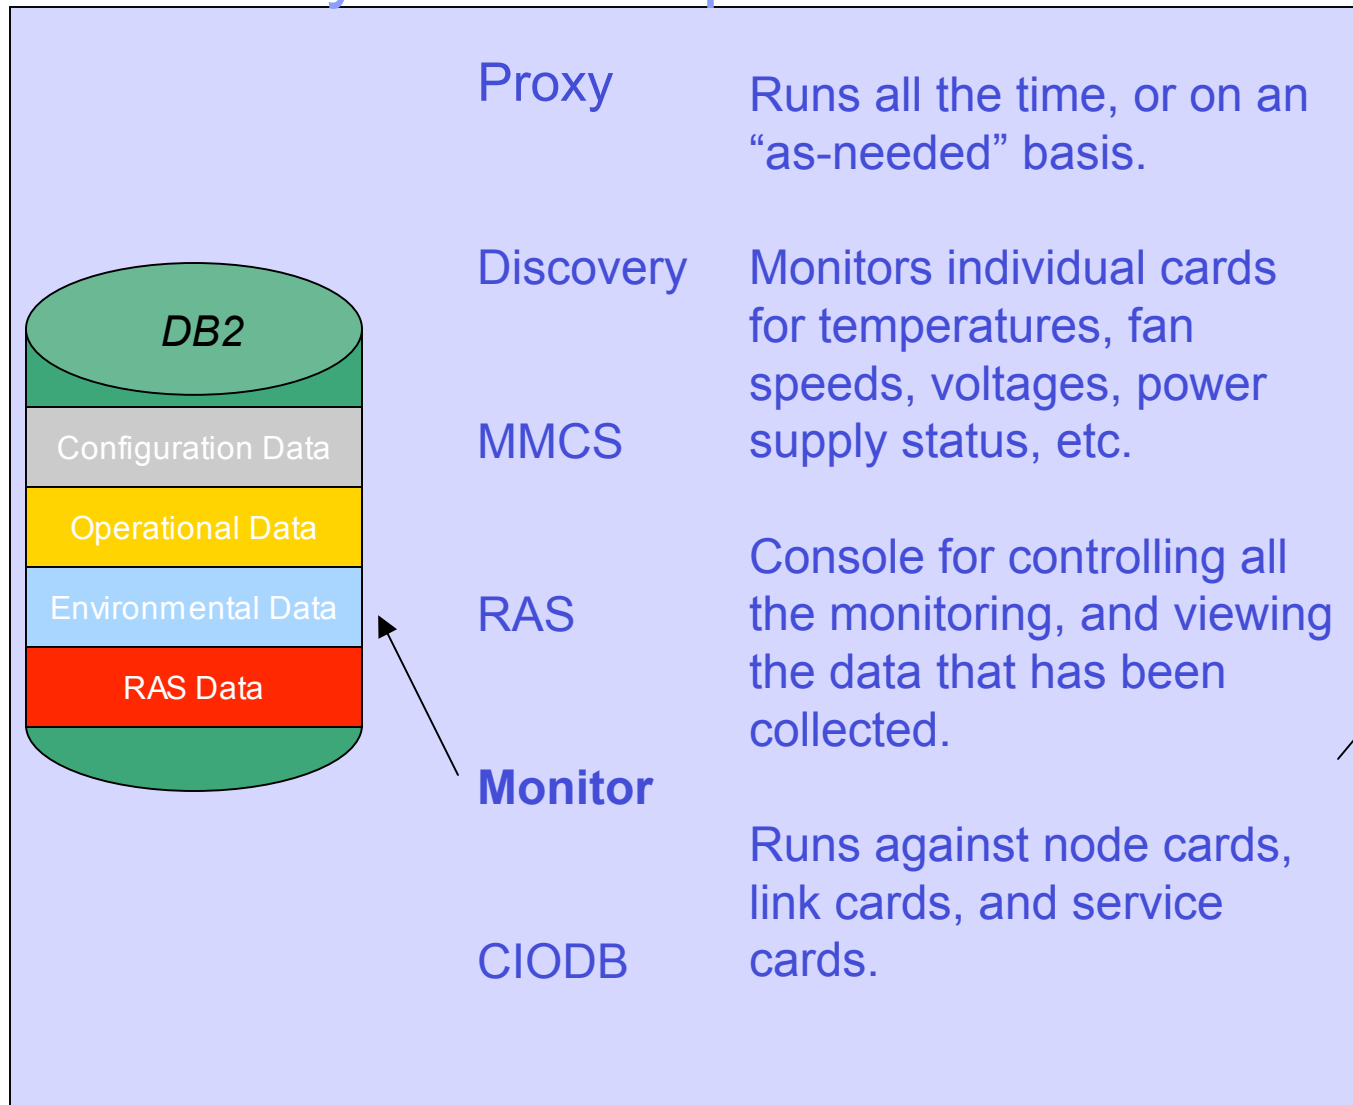 DB2
Configuration Data
Operational Data
Environmental Data
RAS Data
Proxy
Discovery
MMCS
RAS
Monitor
CIODB
Runs all the time, or on an
“as-needed” basis.
Monitors individual cards
for temperatures, fan
speeds, voltages, power
supply status, etc.
Console for controlling all
the monitoring, and viewing
the data that has been
collected.
Runs against node cards,
link cards, and service
cards.